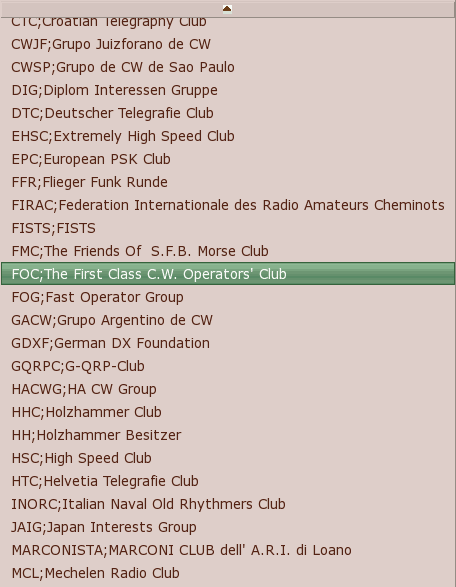 CTC;Croatian Telegraphy Club
CWJF;Grupo Juizforano de CW
CWSP;Grupo de CW de Sao Paulo
DIG;Diplom Interessen Gruppe
DTC;Deutscher Telegrafie Club
EHSC;Extremely High Speed Club
EPC;European PSK Club
FFR;Flieger Funk Runde
FIRAC;Federation Internationale des Radio Amateurs Cheminots
FISTS;FISTS
FMC;The Friends Of  S.F.B. Morse Club
FOC;The First Class C.W. Operators' Club
FOG;Fast Operator Group
GACW;Grupo Argentino de CW
GDXF;German DX Foundation
GQRPC;G-QRP-Club
HACWG;HA CW Group
HHC;Holzhammer Club
HH;Holzhammer Besitzer
HSC;High Speed Club
HTC;Helvetia Telegrafie Club
INORC;Italian Naval Old Rhythmers Club
JAIG;Japan Interests Group
MARCONISTA;MARCONI CLUB dell' A.R.I. di Loano
MCL;Mechelen Radio Club